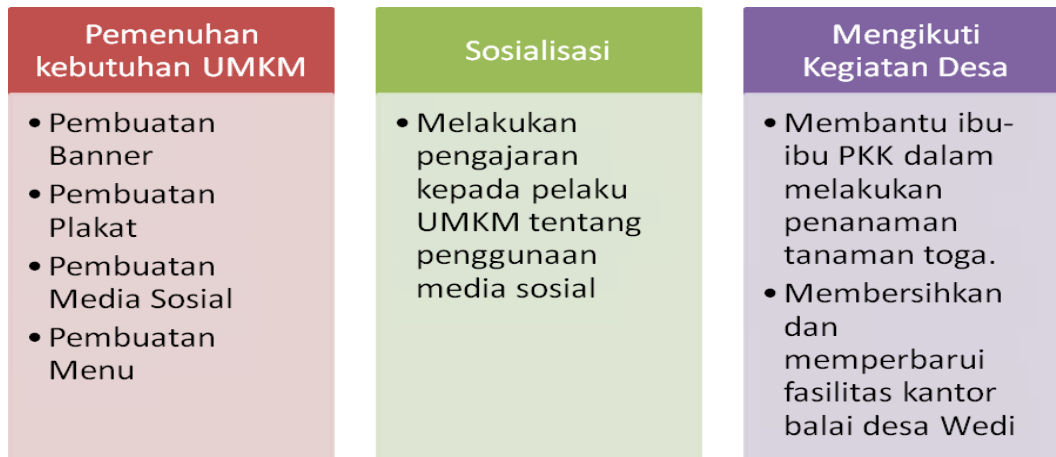 Pemenuhan
kebutuhan UMKM
• Pembuatan
Banner
• Pembuatan
Plakat
• Pembuatan
Media Sosial
• Pembuatan
Menu
Sosialisasi
• Melakukan
pengajaran
kepada pelaku
UMKM tentang
penggunaan
media sosial
Mengikuti
Kegiatan Desa
• Membantu ibu-
ibu PKK dalam
melakukan
penanaman
tanaman toga.
• Membersihkan
dan
memperbarui
fasilitas kantor
balai desa Wedi